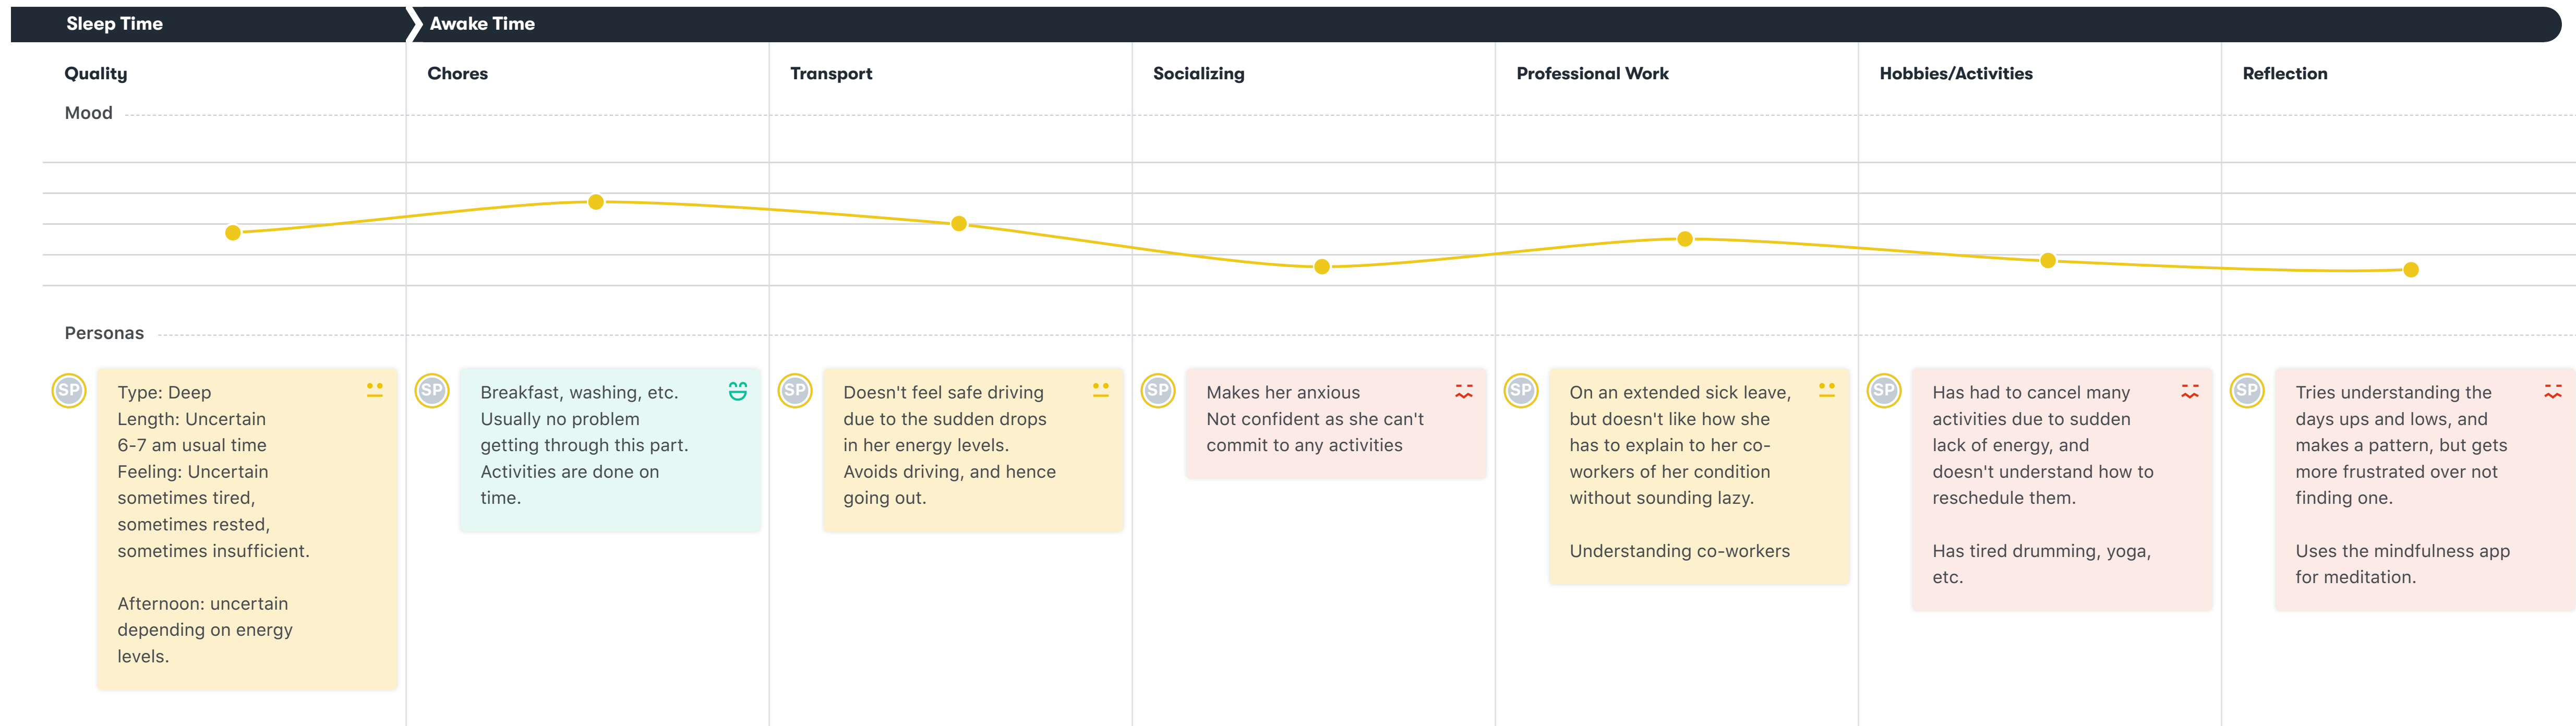 Sleep Time
Awake Time
Quality
Chores
Transport
Socializing
Professional Work
Hobbies/Activities
Reflection
Mood
Personas
SP
Type: Deep
Length: Uncertain
6-7 am usual time
Feeling: Uncertain
sometimes tired,
sometimes rested,
sometimes insufficient.
Afternoon: uncertain
depending on energy
levels.
SP
Breakfast, washing, etc.
Usually no problem
getting through this part.
Activities are done on
time.
SP
Doesn't feel safe driving
due to the sudden drops
in her energy levels.
Avoids driving, and hence
going out.
SP
Makes her anxious
Not confident as she can't
commit to any activities
SP
On an extended sick leave,
but doesn't like how she
has to explain to her co-
workers of her condition
without sounding lazy.
Understanding co-workers
SP
Has had to cancel many
activities due to sudden
lack of energy, and
doesn't understand how to
reschedule them.
Has tired drumming, yoga,
etc.
SP
Tries understanding the
days ups and lows, and
makes a pattern, but gets
more frustrated over not
finding one.
Uses the mindfulness app
for meditation.